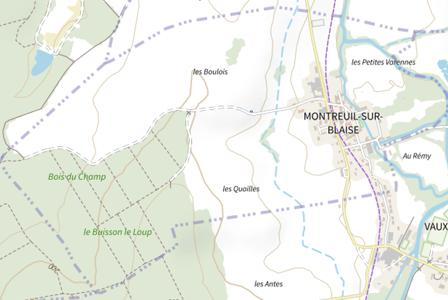 les Boulois
les Petites Varennes
MONTREUIL-SUR-
BLAISE
Au Rémy
Bois du Champ
les Quailles
le Buisson le Loup
VAUX
les Antes